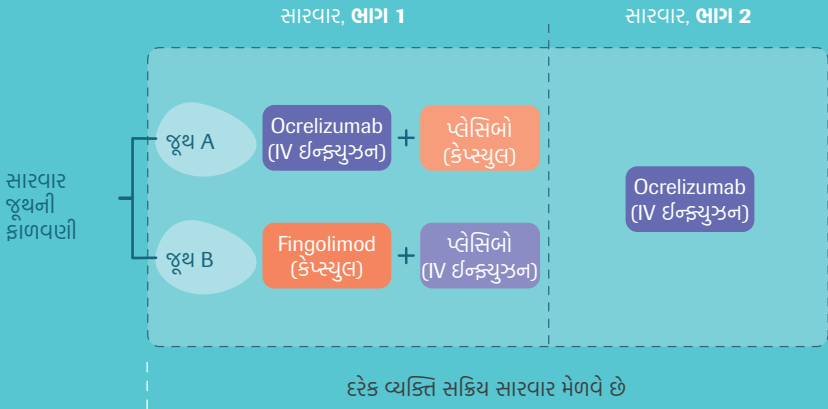 સારવાર, ભાગ 1
સારવાર, ભાગ 2
સારવાર
જૂથની
ફાળવણી
જૂથ A
Ocrelizumab
(IV ઈન્ફ્યુઝન)
+
પ્લેસિબો
(કેપ્સ્યુલ)
જૂથ B
Fingolimod
(કેપ્સ્યુલ)
+
પ્લેસિબો
(IV ઈન્ફ્યુઝન)
Ocrelizumab
(IV ઈન્ફ્યુઝન)
દરેક વ્યક્તિ સક્રિય સારવાર મેળવે છે